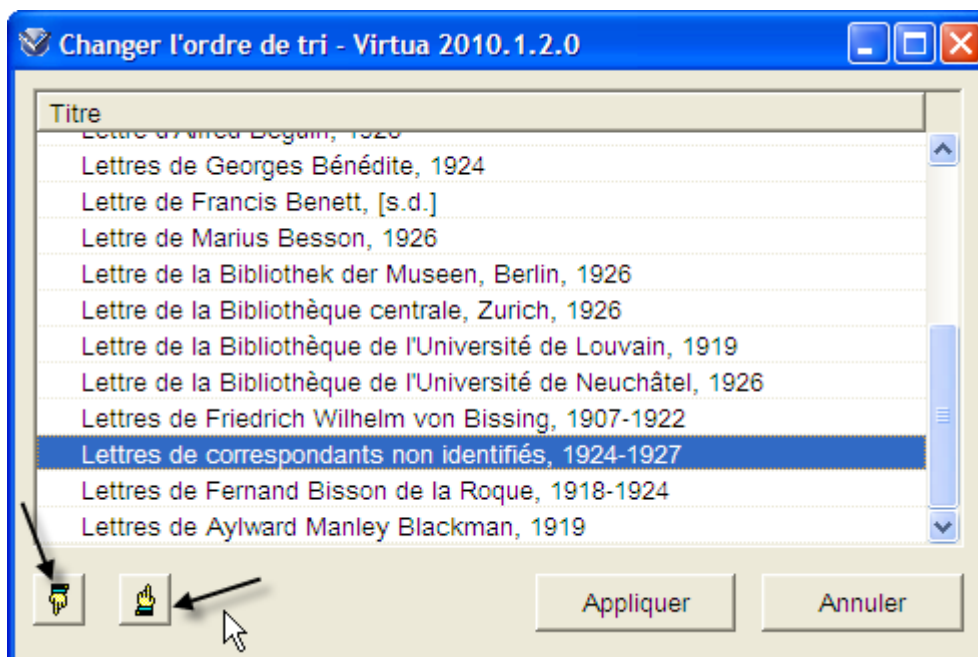 Changer l'ordre de tri - Virtua 2010.1.2.0
Titre
Lettre d'Alfred Béguin, 1926
Lettres de Georges Bénédite, 1924
Lettre de Francis Benett, [s.d.]
Lettre de Marius Besson, 1926
Lettre de la Bibliothek der Museen, Berlin, 1926
Lettre de la Bibliothèque centrale, Zurich, 1926
Lettre de la Bibliothèque de l'Université de Louvain, 1919
Lettre de la Bibliothèque de l'Université de Neuchâtel, 1926
Lettres de Friedrich Wilhelm von Bissing, 1907-1922
Lettres de correspondants non identifiés, 1924-1927
Lettres de Fernand Bisson de la Roque, 1918-1924
Lettres de Aylward Manley Blackman, 1919
Appliquer Annuler